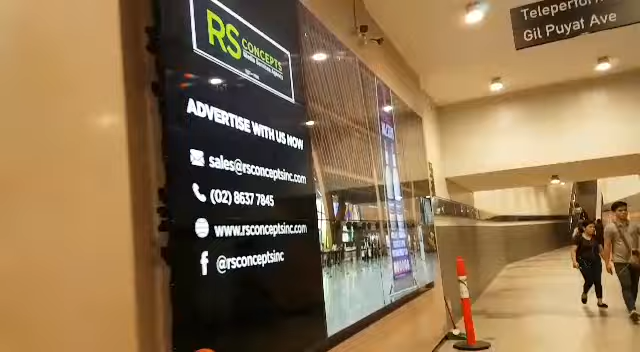 RS
CONCEPTS
ADVERTISE WITH US NOW
sales@rsconceptsinc.com
(02) 8637 7845
www.rsconceptsinc.com
@rsconceptsinc
Gil Puyat Ave